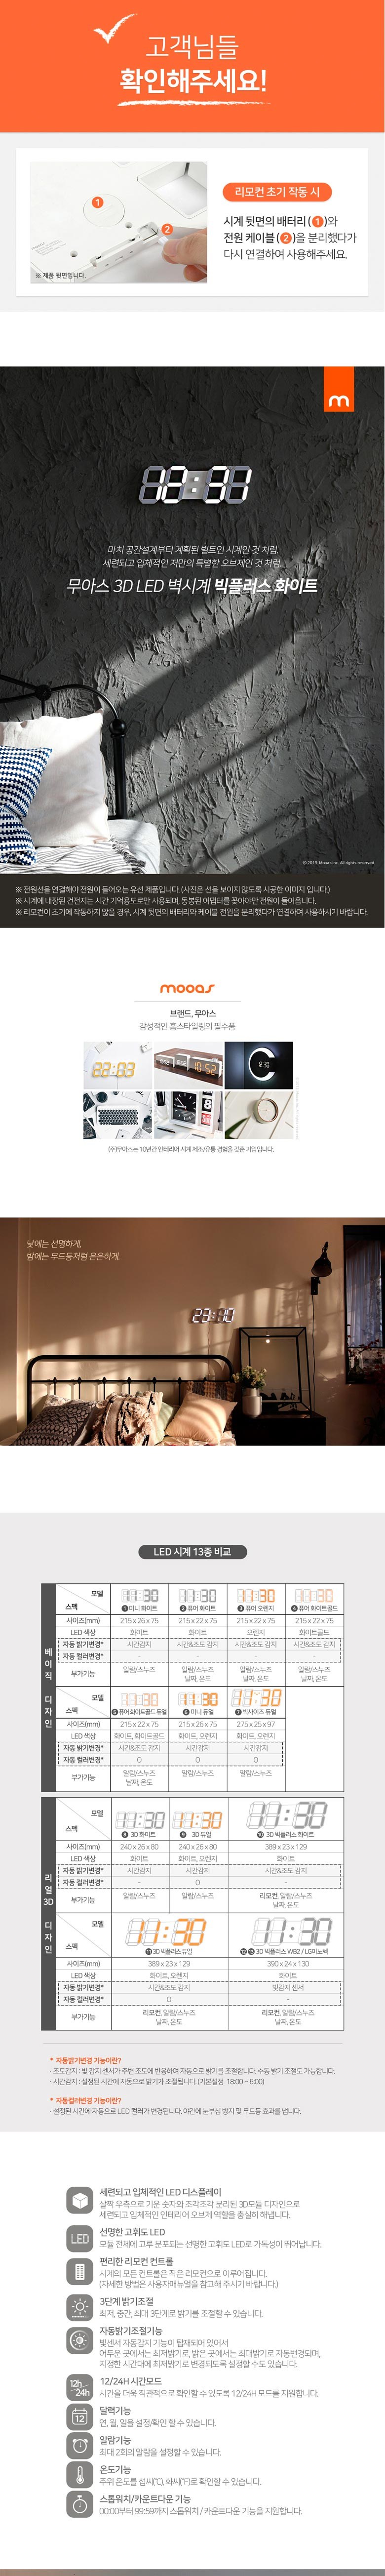 고객님들
확인해주세요!
1
2
※ 제품 뒷면입니다.
리모컨 초기 작동 시
시계 뒷면의 배터리(1)와
전원 케이블(2)을 분리했다가
다시 연결하여 사용해주세요.
m
마치 공간설계부터 계획된 빌트인 시계인 것 처럼,
세련되고 입체적인 저만의 특별한 오브제인 것 처럼
무아스 3D LED 벽시계 빅플러스 화이트
© 2019. Mooas Inc. All rights reserved.
※ 전원선을 연결해야 전원이 들어오는 유선 제품입니다. (사진은 선을 보이지 않도록 시공한 이미지 입니다.)
※ 시계에 내장된 건전지는 시간 기억용도로만 사용되며, 동봉된 어댑터를 꽂아야만 전원이 들어옵니다.
※ 리모컨이 초기에 작동하지 않을 경우, 시계 뒷면의 배터리와 케이블 전원을 분리했다가 연결하여 사용하시기 바랍니다.
mooas
브랜드, 무아스
감성적인 홈스타일링의 필수품
22:03
10:52
12:30
(주)무아스는 10년간 인테리어 시계 제조/유통 경험을 갖춘 기업입니다.
낮에는 선명하게,
밤에는 무드등처럼 은은하게.
LED 시계 13종 비교
베이직 디자인
모델
스펙
11:30 11:30 11:30 11:30
❶ 미니 화이트 ❷ 퓨어 화이트 ❸ 퓨어 오렌지 ❹ 퓨어 화이트골드
사이즈(mm) 215 x 26 x 75 215 x 22 x 75 215 x 22 x 75 215 x 22 x 75
LED 색상 화이트 화이트 오렌지 화이트골드
자동 밝기변경* 시간감지 시간&조도 감지 시간&조도 감지 시간&조도 감지
자동 컬러변경* - - - -
부가기능 알람/스누즈 알람/스누즈 알람/스누즈 알람/스누즈
날짜, 온도 날짜, 온도 날짜, 온도
모델
스펙
11:30 11:30 11:30
❺ 퓨어 화이트골드 듀얼 ❻ 미니 듀얼 ❼ 빅사이즈 듀얼
사이즈(mm) 215 x 22 x 75 215 x 26 x 75 275 x 25 x 97
LED 색상 화이트, 화이트골드 화이트, 오렌지 화이트, 오렌지
자동 밝기변경* 시간&조도 감지 시간감지 시간감지
자동 컬러변경* O O O
부가기능 알람/스누즈 알람/스누즈 알람/스누즈
날짜, 온도
리얼 3D 디자인
모델
스펙
11:30 11:30 11:30
❽ 3D 화이트 ❾ 3D 듀얼 ❿ 3D 빅플러스 화이트
사이즈(mm) 240 x 26 x 80 240 x 26 x 80 389 x 23 x 129
LED 색상 화이트 화이트, 오렌지 화이트
자동 밝기변경* 시간감지 시간감지 시간&조도 감지
자동 컬러변경* - O -
부가기능 알람/스누즈 알람/스누즈 리모컨, 알람/스누즈
날짜, 온도
모델
스펙
11:30 11:30
⓫ 3D 빅플러스 듀얼 ⓬⓭ 3D 빅플러스 WB2 / LG이노텍
사이즈(mm) 389 x 23 x 129 390 x 24 x 130
LED 색상 화이트, 오렌지 화이트
자동 밝기변경* 시간&조도 감지 빛감지 센서
자동 컬러변경* O -
부가기능 리모컨, 알람/스누즈 리모컨, 알람/스누즈
날짜, 온도 날짜, 온도
* 자동밝기변경 기능이란?
· 조도감지 : 빛 감지 센서가 주변 조도에 반응하여 자동으로 밝기를 조절합니다. 수동 밝기 조절도 가능합니다.
· 시간감지 : 설정된 시간에 자동으로 밝기가 조절됩니다. (기본설정 18:00 ~ 6:00)
* 자동컬러변경 기능이란?
· 설정된 시간에 자동으로 LED 컬러가 변경됩니다. 야간에 눈부심 방지 및 무드등 효과를 냅니다.
세련되고 입체적인 LED 디스플레이
살짝 우측으로 기운 숫자와 조각조각 분리된 3D모듈 디자인으로
세련되고 입체적인 인테리어 오브제 역할을 충실히 해냅니다.
LED
선명한 고휘도 LED
모듈 전체에 고루 분포되는 선명한 고휘도 LED로 가독성이 뛰어납니다.
편리한 리모컨 컨트롤
시계의 모든 컨트롤은 작은 리모컨으로 이루어집니다.
(자세한 방법은 사용자매뉴얼을 참고해 주시기 바랍니다.)
3단계 밝기조절
최저, 중간, 최대 3단계로 밝기를 조절할 수 있습니다.
자동밝기조절기능
빛센서 자동감지 기능이 탑재되어 있어서
어두운 곳에서는 최저밝기로, 밝은 곳에서는 최대밝기로 자동변경되며,
지정한 시간대에 최저밝기로 변경되도록 설정할 수도 있습니다.
12h
24h
12/24H 시간모드
시간을 더욱 직관적으로 확인할 수 있도록 12/24H 모드를 지원합니다.
12
달력기능
연, 월, 일을 설정/확인 할 수 있습니다.
알람기능
최대 2회의 알람을 설정할 수 있습니다.
온도기능
주위 온도를 섭씨(℃), 화씨(℉)로 확인할 수 있습니다.
스톱워치/카운트다운 기능
00:00부터 99:59까지 스톱워치 / 카운트다운 기능을 지원합니다.